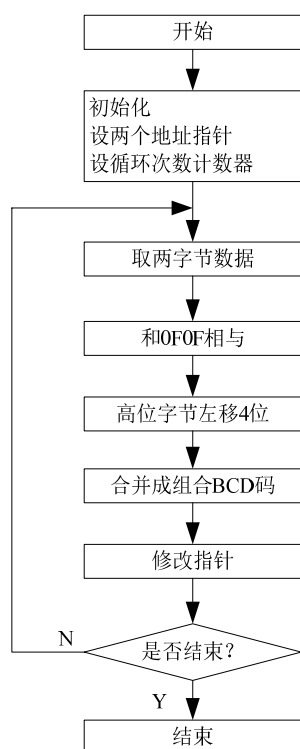 开始
初始化
设两个地址指针
设循环次数计数器
取两字节数据
和0F0F相与
高位字节左移4位
合并成组合BCD码
修改指针
N
是否结束？
Y
结束